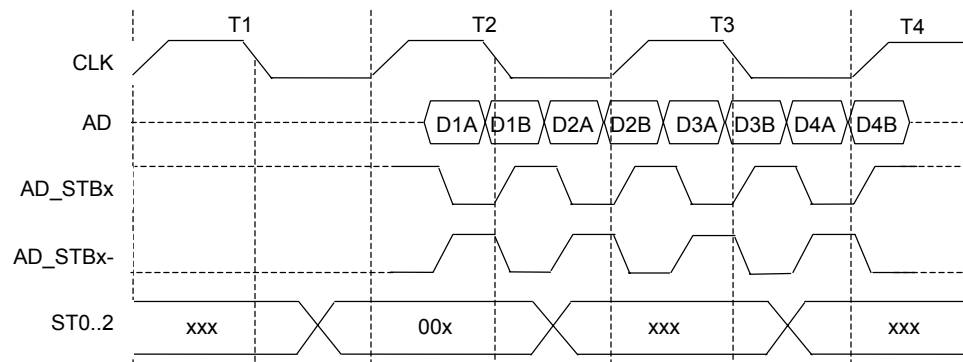 T1 T2 T3 T4
CLK
AD D1A D1B D2A D2B D3A D3B D4A D4B
AD_STBx
AD_STBx-
ST0..2 xxx 00x xxx xxx